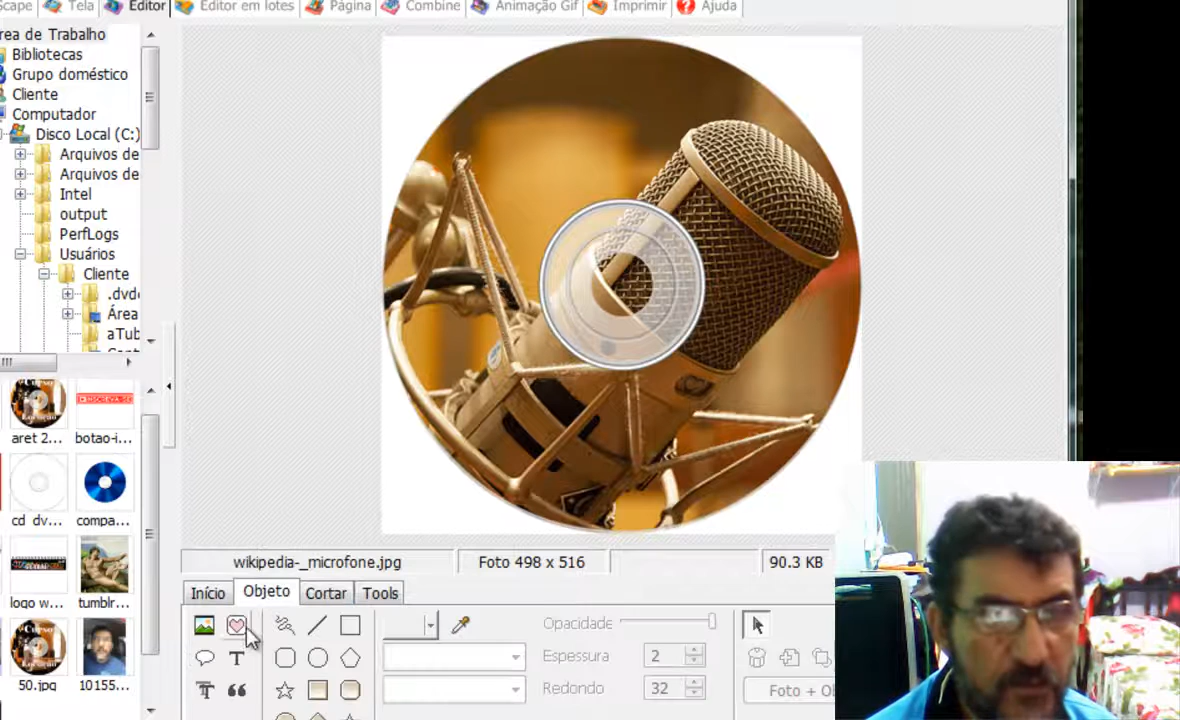 Scape Tela Editor Editor em lotes Página Combine Animação Gif Imprimir Ajuda
rea de Trabalho
Bibliotecas
Grupo doméstico
Cliente
Computador
Disco Local (C:)
Arquivos de
Arquivos de
Intel
output
PerfLogs
Usuários
Cliente
.dvdc
Área
aTub
aret 2... botao-i...
cd dv... compa...
logo w... tumblr...
50.jpg 10155...
wikipedia-_microfone.jpg Foto 498 x 516 90.3 KB
Início Objeto Cortar Tools
Opacidade
Espessura 2
Redondo 32
Foto + Ob